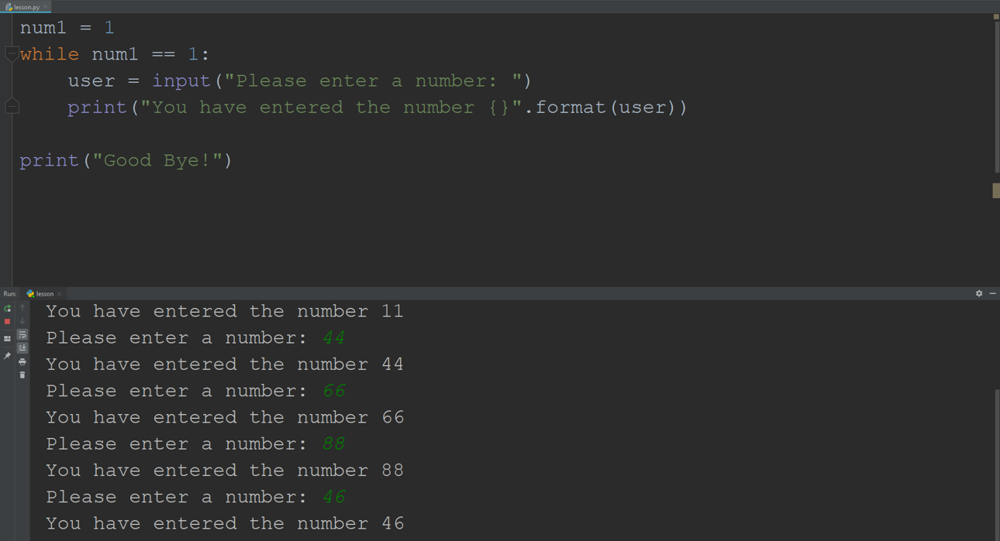 lesson.py
num1 = 1
while num1 == 1:
    user = input("Please enter a number: ")
    print("You have entered the number {}".format(user))
print("Good Bye!")
Run: lesson
You have entered the number 11
Please enter a number: 44
You have entered the number 44
Please enter a number: 66
You have entered the number 66
Please enter a number: 88
You have entered the number 88
Please enter a number: 46
You have entered the number 46